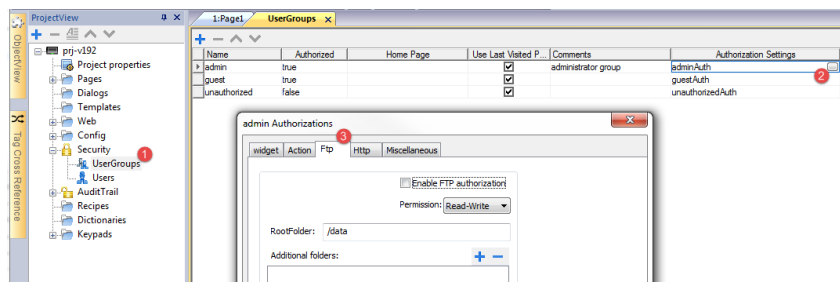 ProjectView
ObjectView
Tag Cross Reference
prj-v192
Project properties
Pages
Dialogs
Templates
Web
Config
Security
1
UserGroups
Users
AuditTrail
Recipes
Dictionaries
Keypads
1:Page1 UserGroups x
Name Authorized Home Page Use Last Visited P... Comments Authorization Settings
admin true administrator group adminAuth ...
2
guest true guestAuth
unauthorized false unauthorizedAuth
admin Authorizations
3
widget Action Ftp Http Miscellaneous
Enable FTP authorization
Permission: Read-Write
RootFolder: /data
Additional folders: